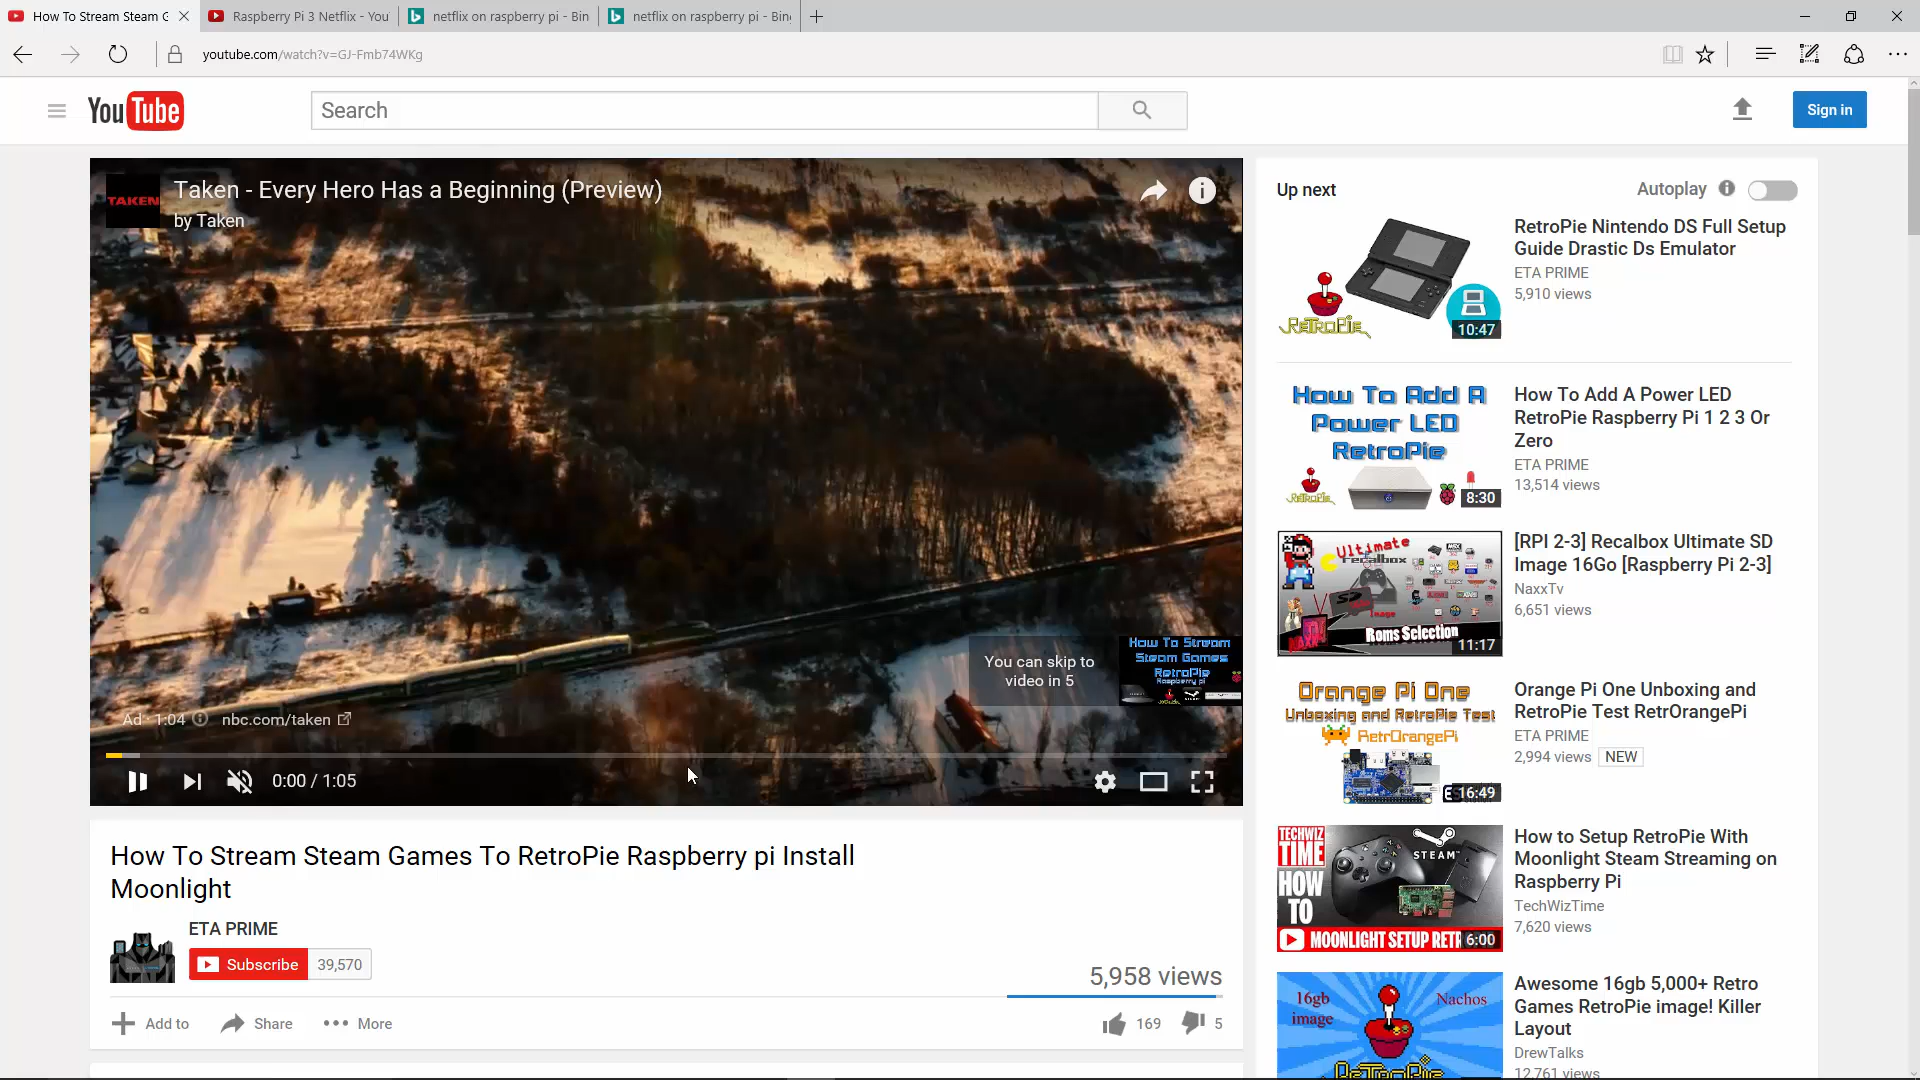 How To Stream Steam G
Raspberry Pi 3 Netflix - You
netflix on raspberry pi - Bin
netflix on raspberry pi - Bing
youtube.com/watch?v=GJ-Fmb74WKg
YouTube
Search
Sign in
TAKEN
Taken - Every Hero Has a Beginning (Preview)
by Taken
You can skip to
video in 5
How To Stream
Steam Games
RetroPie
Raspberry pi
Ad · 1:04
nbc.com/taken
0:00 / 1:05
How To Stream Steam Games To RetroPie Raspberry pi Install
Moonlight
ETA PRIME
Subscribe
39,570
5,958 views
Add to
Share
More
169
5
Up next
Autoplay
RetroPie
10:47
RetroPie Nintendo DS Full Setup
Guide Drastic Ds Emulator
ETA PRIME
5,910 views
How To Add A
Power LED
RetroPie
RetroPie
8:30
How To Add A Power LED
RetroPie Raspberry Pi 1 2 3 Or
Zero
ETA PRIME
13,514 views
Ultimate
recalbox
SD
Image
Roms Selection
11:17
[RPI 2-3] Recalbox Ultimate SD
Image 16Go [Raspberry Pi 2-3]
NaxxTv
6,651 views
Orange Pi One
Unboxing and RetroPie Test
RetrOrangePi
16:49
Orange Pi One Unboxing and
RetroPie Test RetrOrangePi
ETA PRIME
2,994 views
NEW
TECHWIZ
TIME
HOW
TO
STEAM
MOONLIGHT SETUP RETR
6:00
How to Setup RetroPie With
Moonlight Steam Streaming on
Raspberry Pi
TechWizTime
7,620 views
16gb
image
Nachos
RetroPie
Awesome 16gb 5,000+ Retro
Games RetroPie image! Killer
Layout
DrewTalks
12,761 views